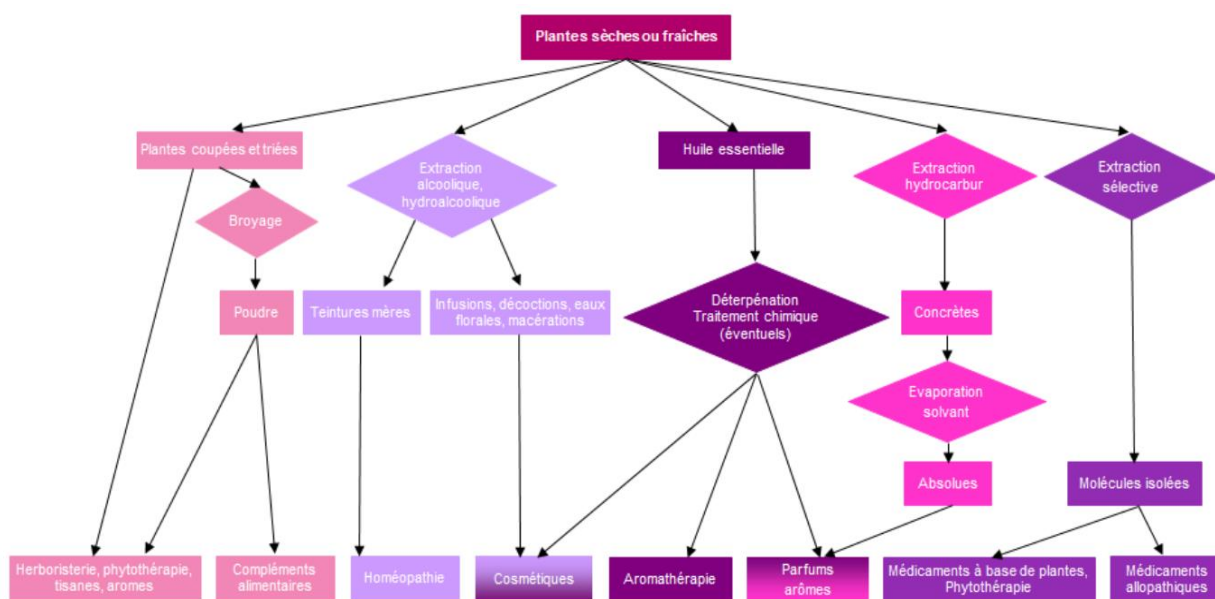 Plantes sèches ou fraîches
Plantes coupées et triées
Extraction
alcoolique,
hydroalcoolique
Huile essentielle
Extraction
hydrocarbur
Extraction
sélective
Broyage
Poudre
Teintures mères
Infusions, décoctions, eaux
florales, macérations
Déterpénation
Traitement chimique
(éventuels)
Concrètes
Evaporation
solvant
Absolues
Molécules isolées
Herboristerie, phytothérapie,
tisanes, aromes
Compléments
alimentaires
Homéopathie
Cosmétiques
Aromathérapie
Parfums
arômes
Médicaments à base de plantes,
Phytothérapie
Médicaments
allopathiques